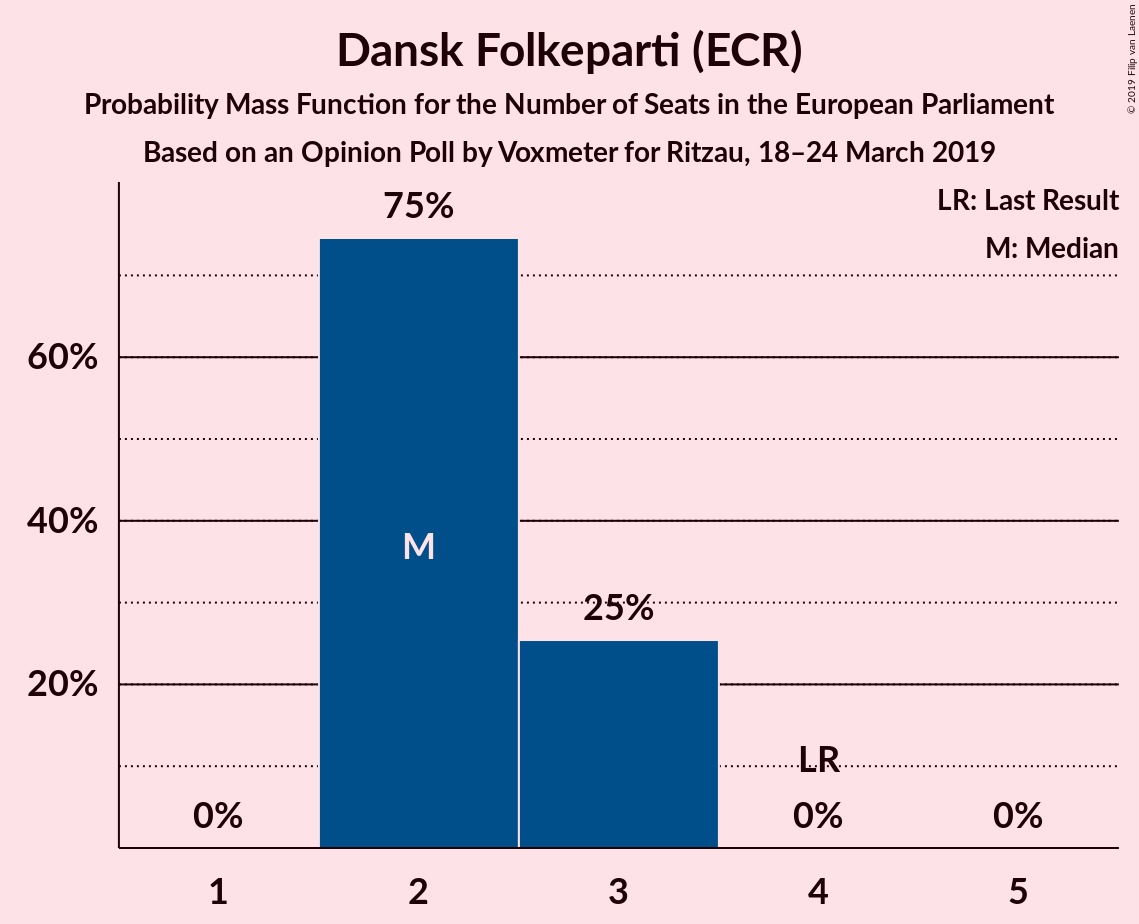 Dansk Folkeparti (ECR)
Probability Mass Function for the Number of Seats in the European Parliament
Based on an Opinion Poll by Voxmeter for Ritzau, 18–24 March 2019
© 2019 Filip van Laenen
LR: Last Result
M: Median
75%
60%
40%
M
25%
20%
LR
0%
0%
0%
1 2 3 4 5